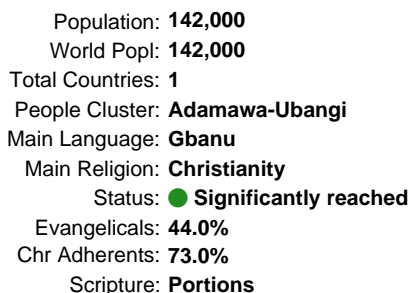 Population: 142,000
World Popl: 142,000
Total Countries: 1
People Cluster: Adamawa-Ubangi
Main Language: Gbanu
Main Religion: Christianity
Status: Significantly reached
Evangelicals: 44.0%
Chr Adherents: 73.0%
Scripture: Portions